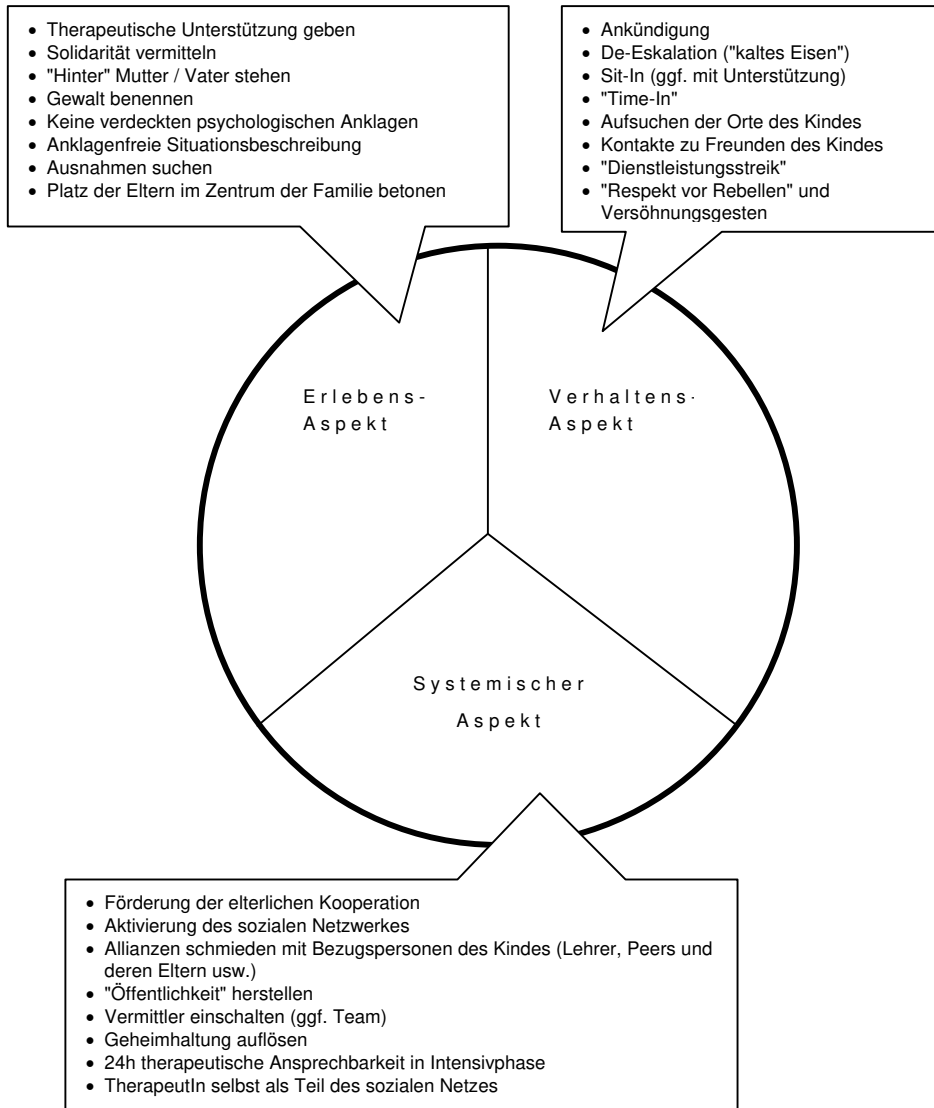 • Therapeutische Unterstützung geben
• Solidarität vermitteln
• "Hinter" Mutter / Vater stehen
• Gewalt benennen
• Keine verdeckten psychologischen Anklagen
• Anklagenfreie Situationsbeschreibung
• Ausnahmen suchen
• Platz der Eltern im Zentrum der Familie betonen
• Ankündigung
• De-Eskalation ("kaltes Eisen")
• Sit-In (ggf. mit Unterstützung)
• "Time-In"
• Aufsuchen der Orte des Kindes
• Kontakte zu Freunden des Kindes
• "Dienstleistungsstreik"
• "Respekt vor Rebellen" und
Versöhnungsgesten
Erlebens-
Aspekt
Verhaltens-
Aspekt
Systemischer
Aspekt
• Förderung der elterlichen Kooperation
• Aktivierung des sozialen Netzwerkes
• Allianzen schmieden mit Bezugspersonen des Kindes (Lehrer, Peers und
deren Eltern usw.)
• "Öffentlichkeit" herstellen
• Vermittler einschalten (ggf. Team)
• Geheimhaltung auflösen
• 24h therapeutische Ansprechbarkeit in Intensivphase
• TherapeutIn selbst als Teil des sozialen Netzes